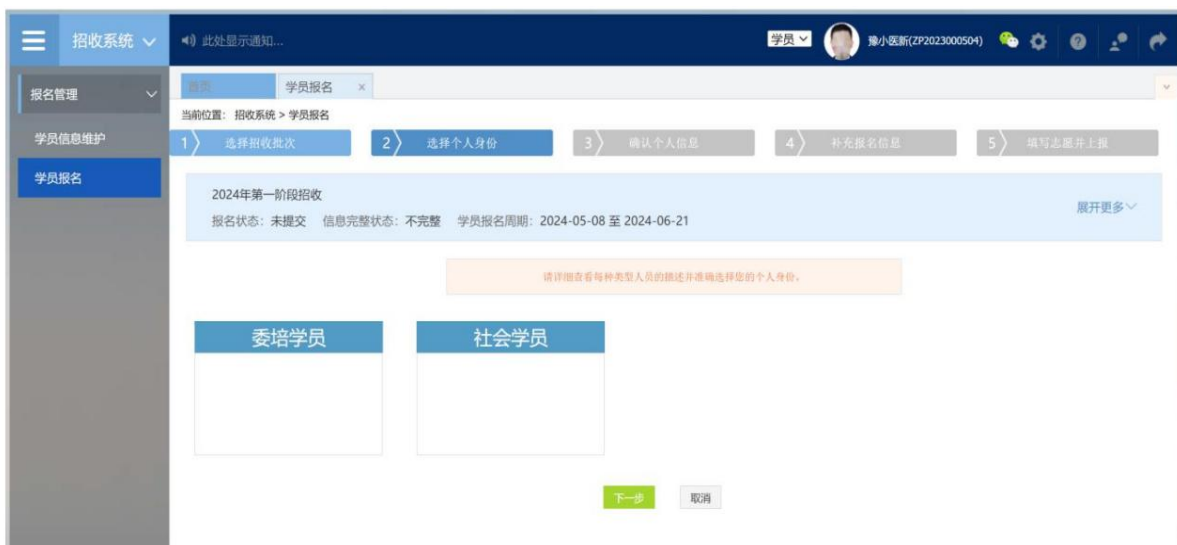 招收系统
此处显示通知...
学员
豫小医新(ZP2023000504)
报名管理
学员信息维护
学员报名
首页
学员报名 ×
当前位置: 招收系统 > 学员报名
1 选择招收批次
2 选择个人身份
3 确认个人信息
4 补充报名信息
5 填写志愿并上报
2024年第一阶段招收
报名状态: 未提交 信息完整状态: 不完整 学员报名周期: 2024-05-08 至 2024-06-21
展开更多
请详细查看每种类型人员的描述并准确选择您的个人身份。
委培学员
社会学员
下一步
取消